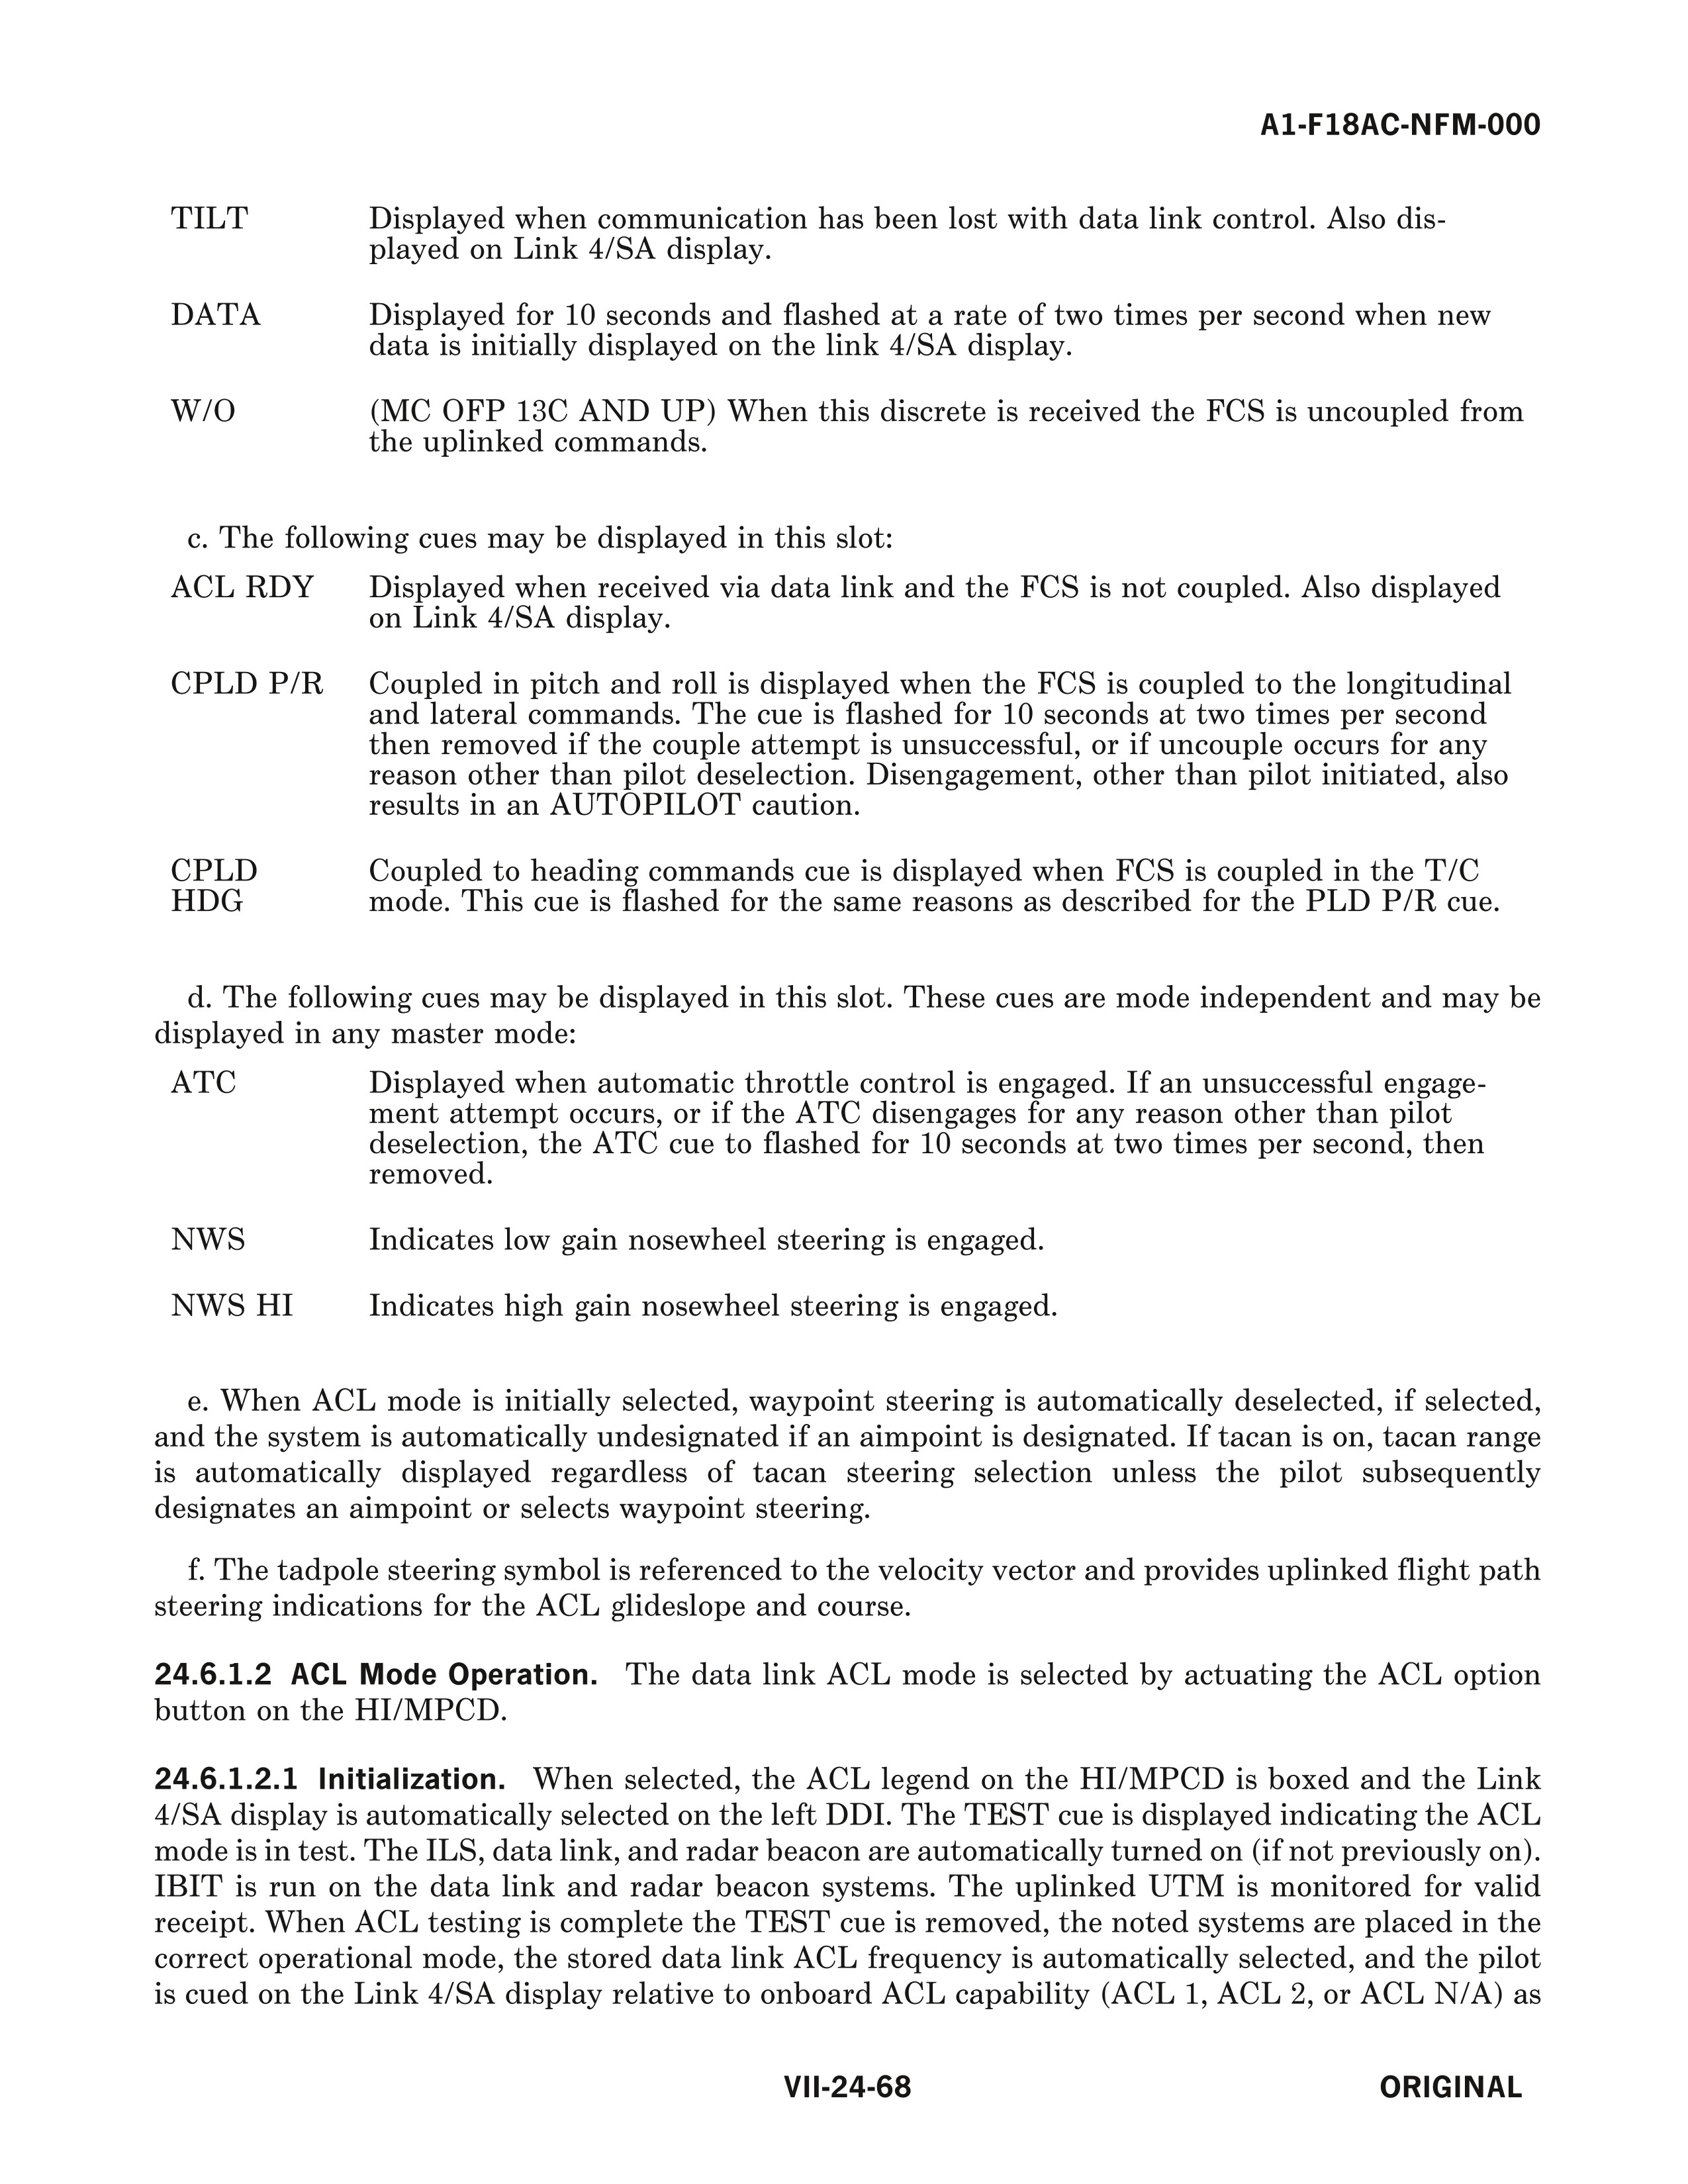 A1-F18AC-NFM-000
TILT Displayed when communication has been lost with data link control. Also dis-
played on Link 4/SA display.
DATA Displayed for 10 seconds and flashed at a rate of two times per second when new
data is initially displayed on the link 4/SA display.
W/O (MC OFP 13C AND UP) When this discrete is received the FCS is uncoupled from
the uplinked commands.
c. The following cues may be displayed in this slot:
ACL RDY Displayed when received via data link and the FCS is not coupled. Also displayed
on Link 4/SA display.
CPLD P/R Coupled in pitch and roll is displayed when the FCS is coupled to the longitudinal
and lateral commands. The cue is flashed for 10 seconds at two times per second
then removed if the couple attempt is unsuccessful, or if uncouple occurs for any
reason other than pilot deselection. Disengagement, other than pilot initiated, also
results in an AUTOPILOT caution.
CPLD Coupled to heading commands cue is displayed when FCS is coupled in the T/C
HDG mode. This cue is flashed for the same reasons as described for the PLD P/R cue.
d. The following cues may be displayed in this slot. These cues are mode independent and may be
displayed in any master mode:
ATC Displayed when automatic throttle control is engaged. If an unsuccessful engage-
ment attempt occurs, or if the ATC disengages for any reason other than pilot
deselection, the ATC cue to flashed for 10 seconds at two times per second, then
removed.
NWS Indicates low gain nosewheel steering is engaged.
NWS HI Indicates high gain nosewheel steering is engaged.
e. When ACL mode is initially selected, waypoint steering is automatically deselected, if selected,
and the system is automatically undesignated if an aimpoint is designated. If tacan is on, tacan range
is automatically displayed regardless of tacan steering selection unless the pilot subsequently
designates an aimpoint or selects waypoint steering.
f. The tadpole steering symbol is referenced to the velocity vector and provides uplinked flight path
steering indications for the ACL glideslope and course.
24.6.1.2 ACL Mode Operation. The data link ACL mode is selected by actuating the ACL option
button on the HI/MPCD.
24.6.1.2.1 Initialization. When selected, the ACL legend on the HI/MPCD is boxed and the Link
4/SA display is automatically selected on the left DDI. The TEST cue is displayed indicating the ACL
mode is in test. The ILS, data link, and radar beacon are automatically turned on (if not previously on).
IBIT is run on the data link and radar beacon systems. The uplinked UTM is monitored for valid
receipt. When ACL testing is complete the TEST cue is removed, the noted systems are placed in the
correct operational mode, the stored data link ACL frequency is automatically selected, and the pilot
is cued on the Link 4/SA display relative to onboard ACL capability (ACL 1, ACL 2, or ACL N/A) as
VII-24-68 ORIGINAL